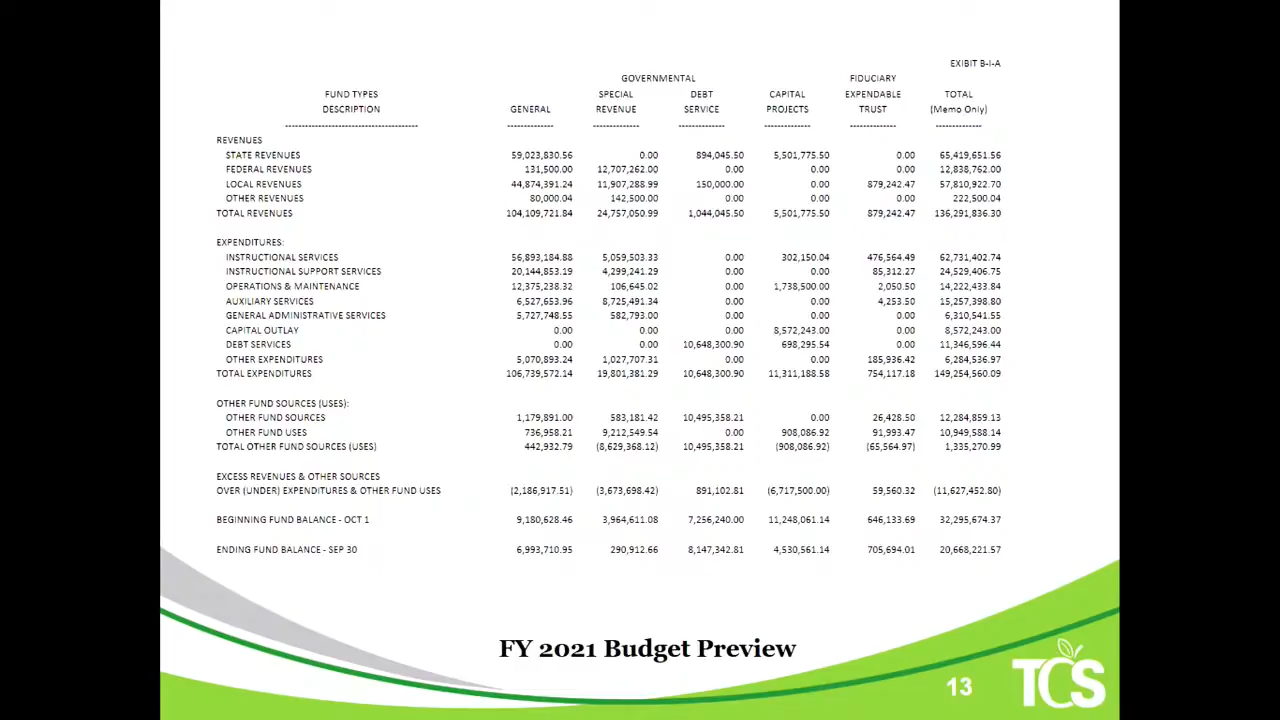 EXIBIT B-I-A
GOVERNMENTAL FIDUCIARY
FUND TYPES SPECIAL DEBT CAPITAL EXPENDABLE TOTAL
DESCRIPTION GENERAL REVENUE SERVICE PROJECTS TRUST (Memo Only)
REVENUES
STATE REVENUES 59,023,830.56 0.00 894,045.50 5,501,775.50 0.00 65,419,651.56
FEDERAL REVENUES 131,500.00 12,707,262.00 0.00 0.00 0.00 12,838,762.00
LOCAL REVENUES 44,874,391.24 11,907,288.99 150,000.00 0.00 879,242.47 57,810,922.70
OTHER REVENUES 80,000.04 142,500.00 0.00 0.00 0.00 222,500.04
TOTAL REVENUES 104,109,721.84 24,757,050.99 1,044,045.50 5,501,775.50 879,242.47 136,291,836.30
EXPENDITURES:
INSTRUCTIONAL SERVICES 56,893,184.88 5,059,503.33 0.00 302,150.04 476,564.49 62,731,402.74
INSTRUCTIONAL SUPPORT SERVICES 20,144,853.19 4,299,241.29 0.00 0.00 85,312.27 24,529,406.75
OPERATIONS & MAINTENANCE 12,375,238.32 106,645.02 0.00 1,738,500.00 2,050.50 14,222,433.84
AUXILIARY SERVICES 6,527,653.96 8,725,491.34 0.00 0.00 4,253.50 15,257,398.80
GENERAL ADMINISTRATIVE SERVICES 5,727,748.55 582,793.00 0.00 0.00 0.00 6,310,541.55
CAPITAL OUTLAY 0.00 0.00 0.00 8,572,243.00 0.00 8,572,243.00
DEBT SERVICES 0.00 0.00 10,648,300.90 698,295.54 0.00 11,346,596.44
OTHER EXPENDITURES 5,070,893.24 1,027,707.31 0.00 0.00 185,936.42 6,284,536.97
TOTAL EXPENDITURES 106,739,572.14 19,801,381.29 10,648,300.90 11,311,188.58 754,117.18 149,254,560.09
OTHER FUND SOURCES (USES):
OTHER FUND SOURCES 1,179,891.00 583,181.42 10,495,358.21 0.00 26,428.50 12,284,859.13
OTHER FUND USES 736,958.21 9,212,549.54 0.00 908,086.92 91,993.47 10,949,588.14
TOTAL OTHER FUND SOURCES (USES) 442,932.79 (8,629,368.12) 10,495,358.21 (908,086.92) (65,564.97) 1,335,270.99
EXCESS REVENUES & OTHER SOURCES
OVER (UNDER) EXPENDITURES & OTHER FUND USES (2,186,917.51) (3,673,698.42) 891,102.81 (6,717,500.00) 59,560.32 (11,627,452.80)
BEGINNING FUND BALANCE - OCT 1 9,180,628.46 3,964,611.08 7,256,240.00 11,248,061.14 646,133.69 32,295,674.37
ENDING FUND BALANCE - SEP 30 6,993,710.95 290,912.66 8,147,342.81 4,530,561.14 705,694.01 20,668,221.57
FY 2021 Budget Preview
13 TCS